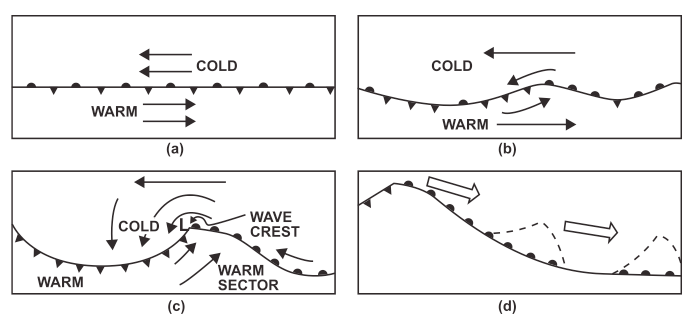 COLD
WARM
(a)
COLD
WARM
(b)
COLD
L
WAVE
CREST
WARM
WARM
SECTOR
(c)
(d)